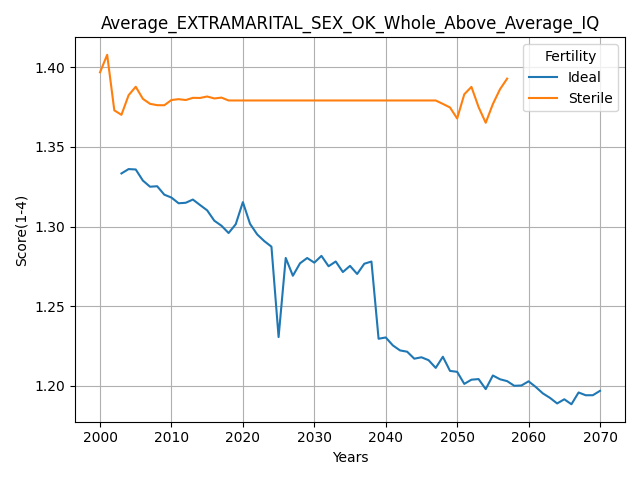 Average_EXTRAMARITAL_SEX_OK_Whole_Above_Average_IQ
Fertility
Ideal
Sterile
Score(1-4)
1.40
1.35
1.30
1.25
1.20
2000 2010 2020 2030 2040 2050 2060 2070
Years